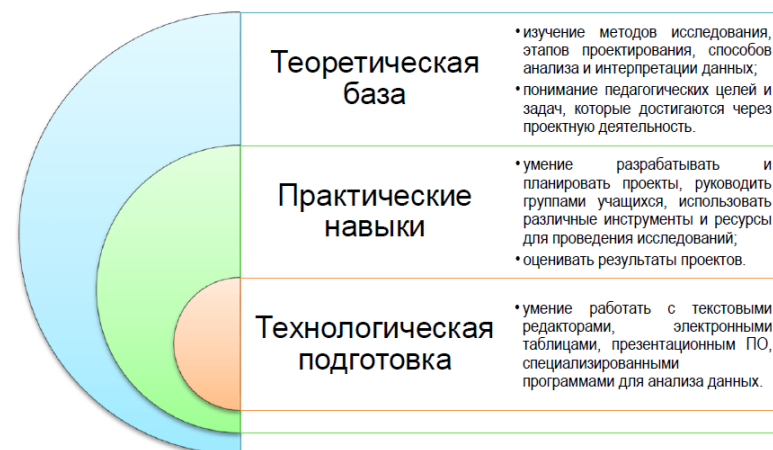 Теоретическая
база
• изучение методов исследования,
этапов проектирования, способов
анализа и интерпретации данных;
• понимание педагогических целей и
задач, которые достигаются через
проектную деятельность.
Практические
навыки
• умение разрабатывать и
планировать проекты, руководить
группами учащихся, использовать
различные инструменты и ресурсы
для проведения исследований;
• оценивать результаты проектов.
Технологическая
подготовка
• умение работать с текстовыми
редакторами, электронными
таблицами, презентационным ПО,
специализированными
программами для анализа данных.